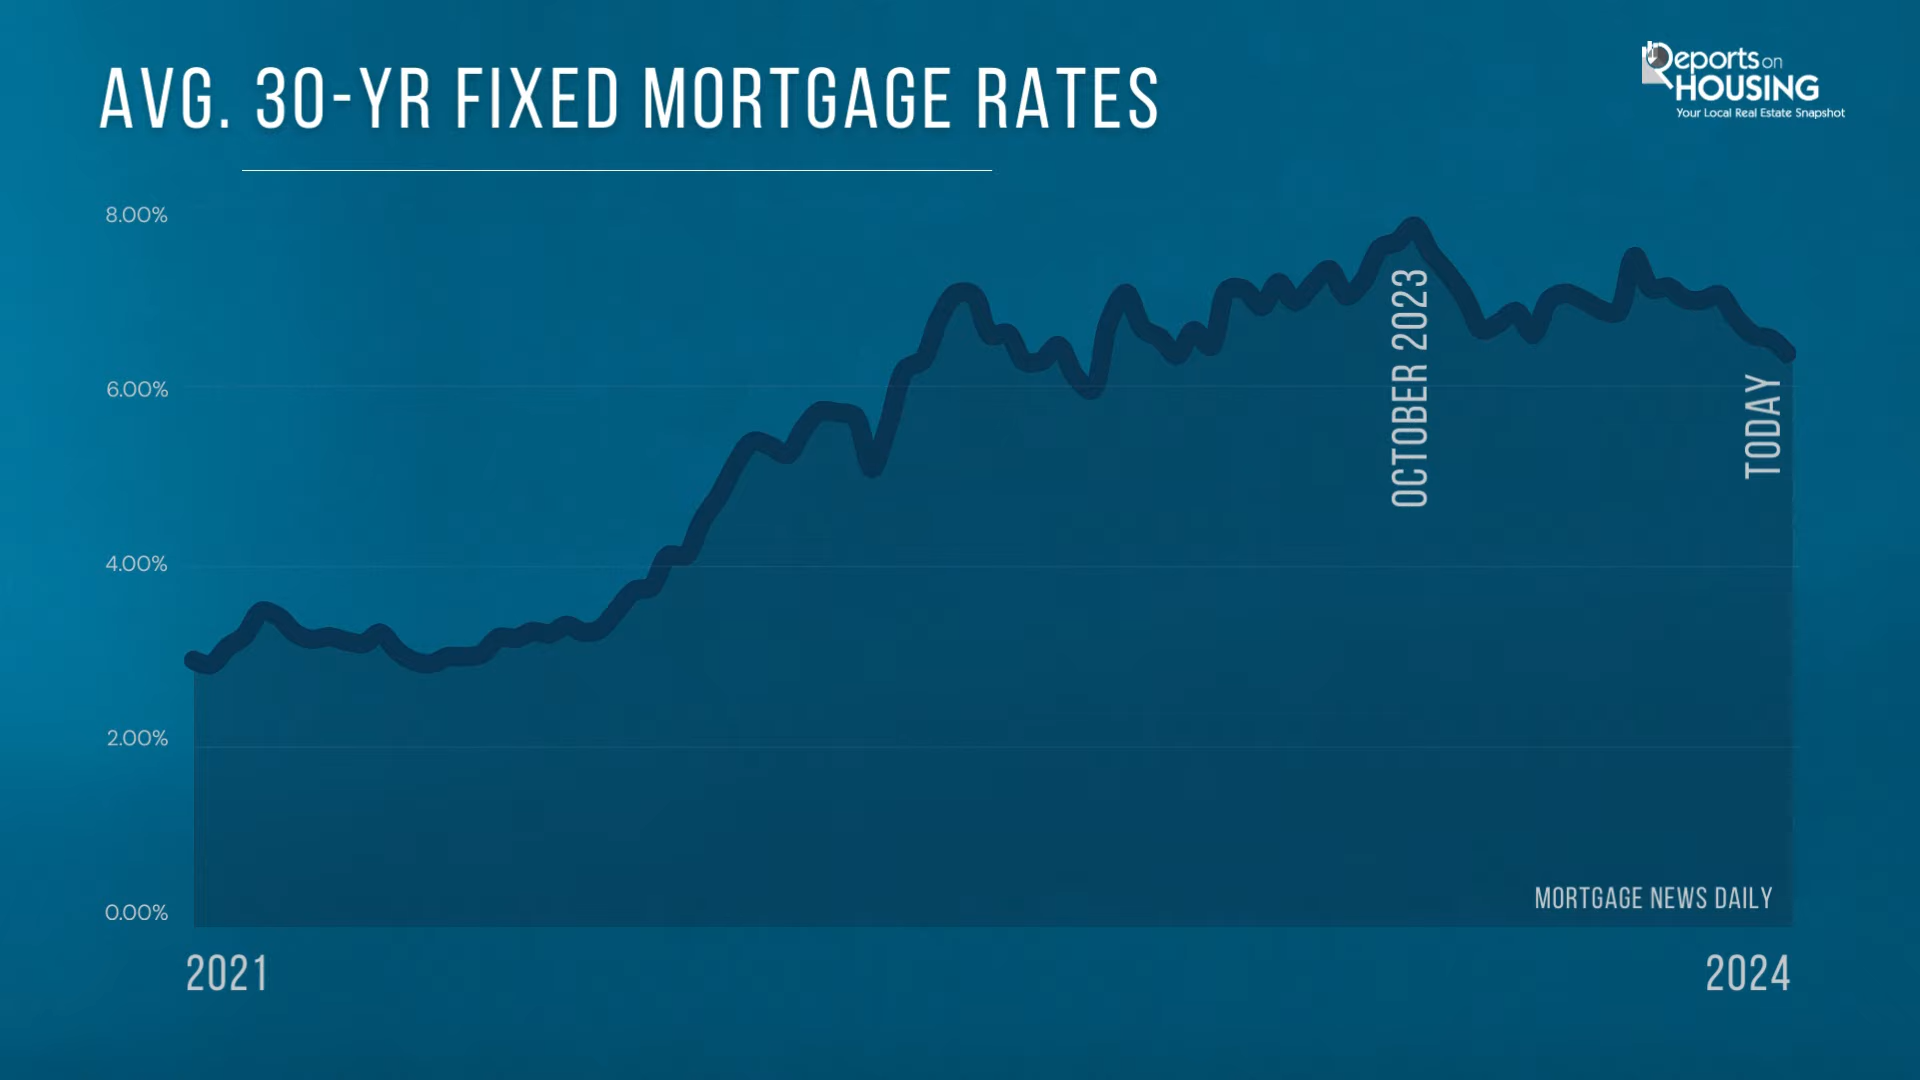 AVG. 30-YR FIXED MORTGAGE RATES
Reports on
HOUSING
Your Local Real Estate Snapshot
8.00%
6.00%
4.00%
2.00%
0.00%
OCTOBER 2023
TODAY
MORTGAGE NEWS DAILY
2021
2024